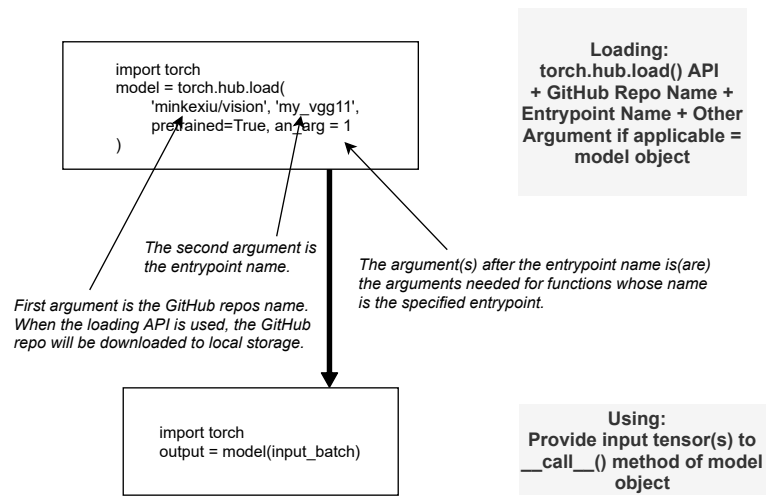 import torch
model = torch.hub.load(
'minkexiu/vision', 'my_vgg11',
pretrained=True, an_arg = 1
)
Loading:
torch.hub.load() API
+ GitHub Repo Name +
Entrypoint Name + Other
Argument if applicable =
model object
The second argument is
the entrypoint name.
The argument(s) after the entrypoint name is(are)
the arguments needed for functions whose name
is the specified entrypoint.
First argument is the GitHub repos name.
When the loading API is used, the GitHub
repo will be downloaded to local storage.
import torch
output = model(input_batch)
Using:
Provide input tensor(s) to
__call__() method of model
object